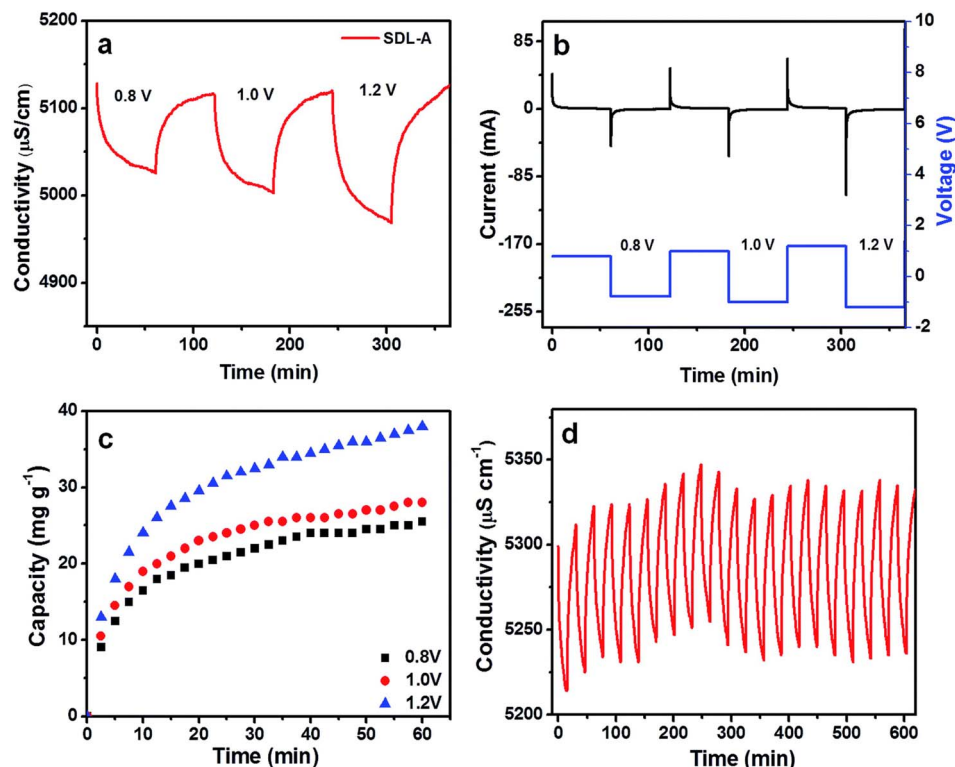 a
SDL-A
0.8 V
1.0 V
1.2 V
5200
5100
5000
4900
Conductivity (μS/cm)
0
100
200
300
Time (min)
b
85
0
-85
-170
-255
Current (mA)
10
8
6
4
2
0
-2
Voltage (V)
0.8 V
1.0 V
1.2 V
0
100
200
300
Time (min)
c
40
30
20
10
0
Capacity (mg g-1)
0.8V
1.0V
1.2V
0
10
20
30
40
50
60
Time (min)
d
5350
5300
5250
5200
Conductivity (μS cm-1)
0
100
200
300
400
500
600
Time (min)